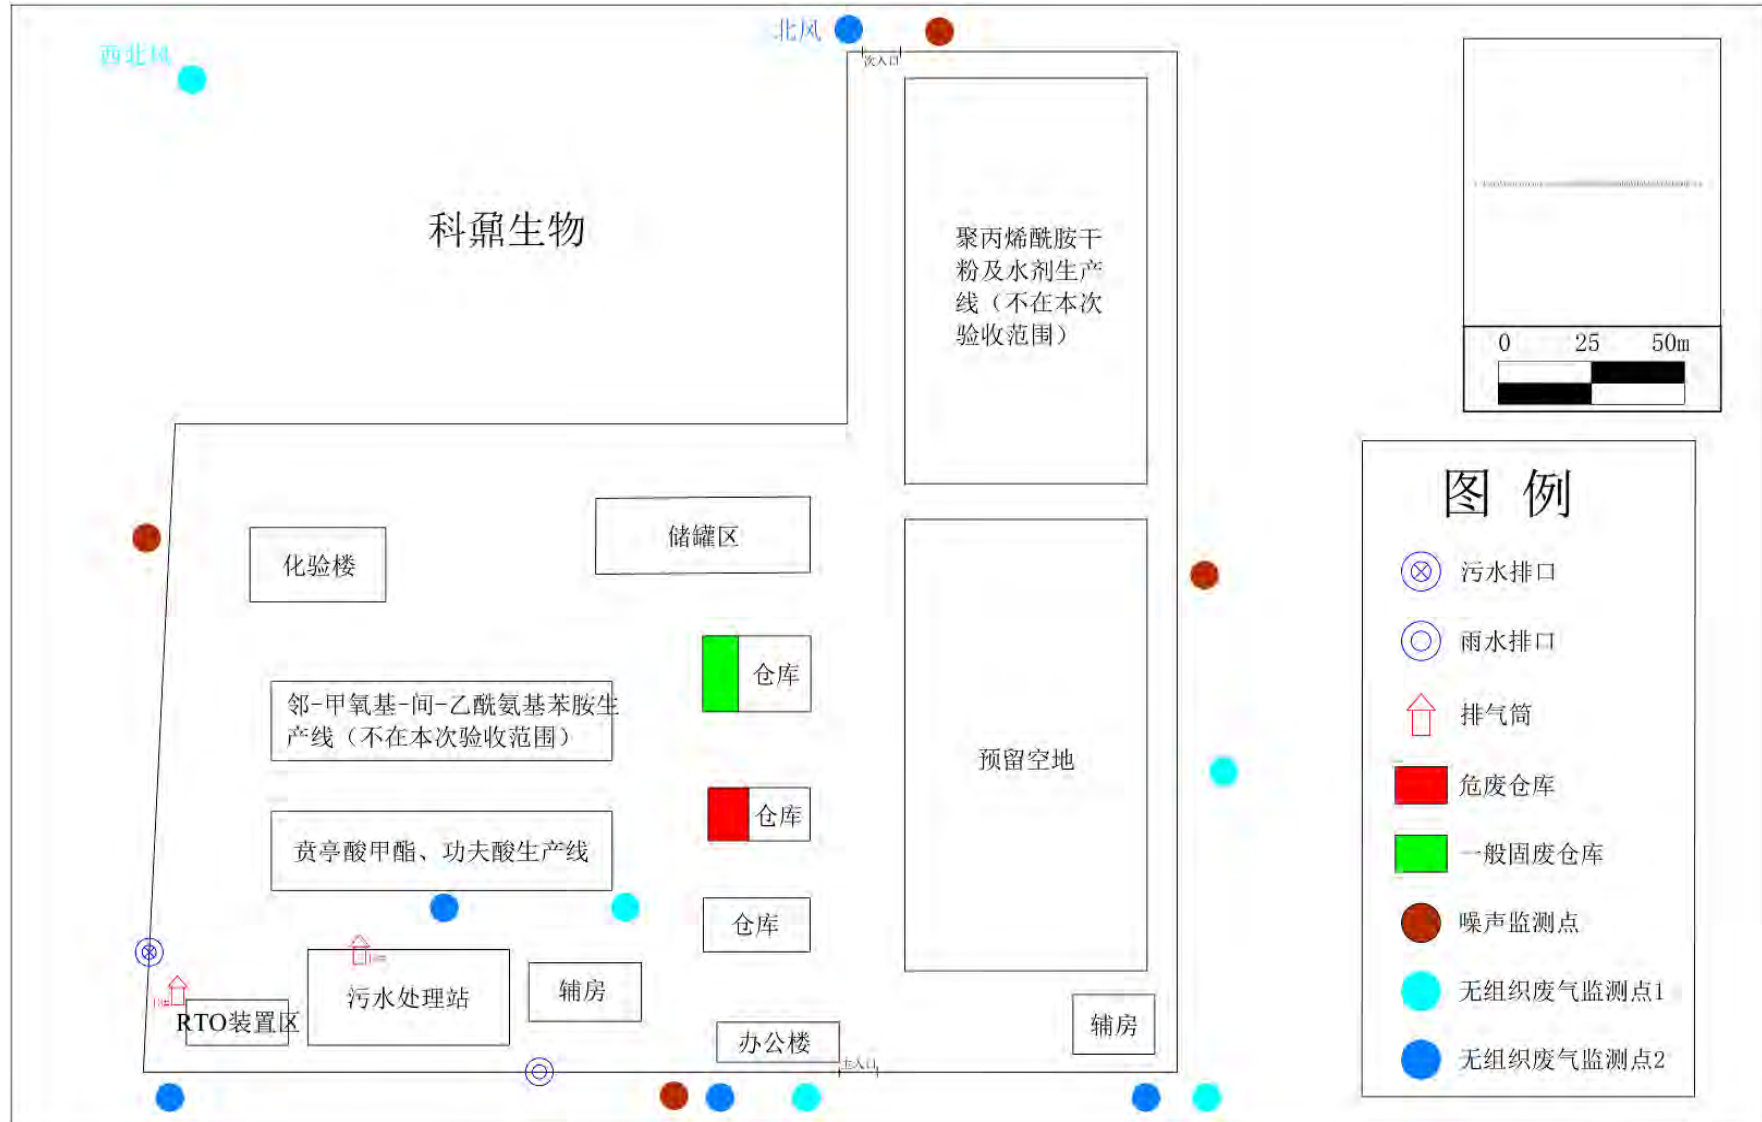 西北风
北风
次入口
科鼐生物
聚丙烯酰胺干
粉及水剂生产
线（不在本次
验收范围）
0 25 50m
图 例
污水排口
雨水排口
排气筒
危废仓库
一般固废仓库
噪声监测点
无组织废气监测点1
无组织废气监测点2
储罐区
化验楼
仓库
邻-甲氧基-间-乙酰氨基苯胺生
产线（不在本次验收范围）
预留空地
仓库
贲亭酸甲酯、功夫酸生产线
仓库
污水处理站
辅房
RTO装置区
办公楼
辅房
主入口